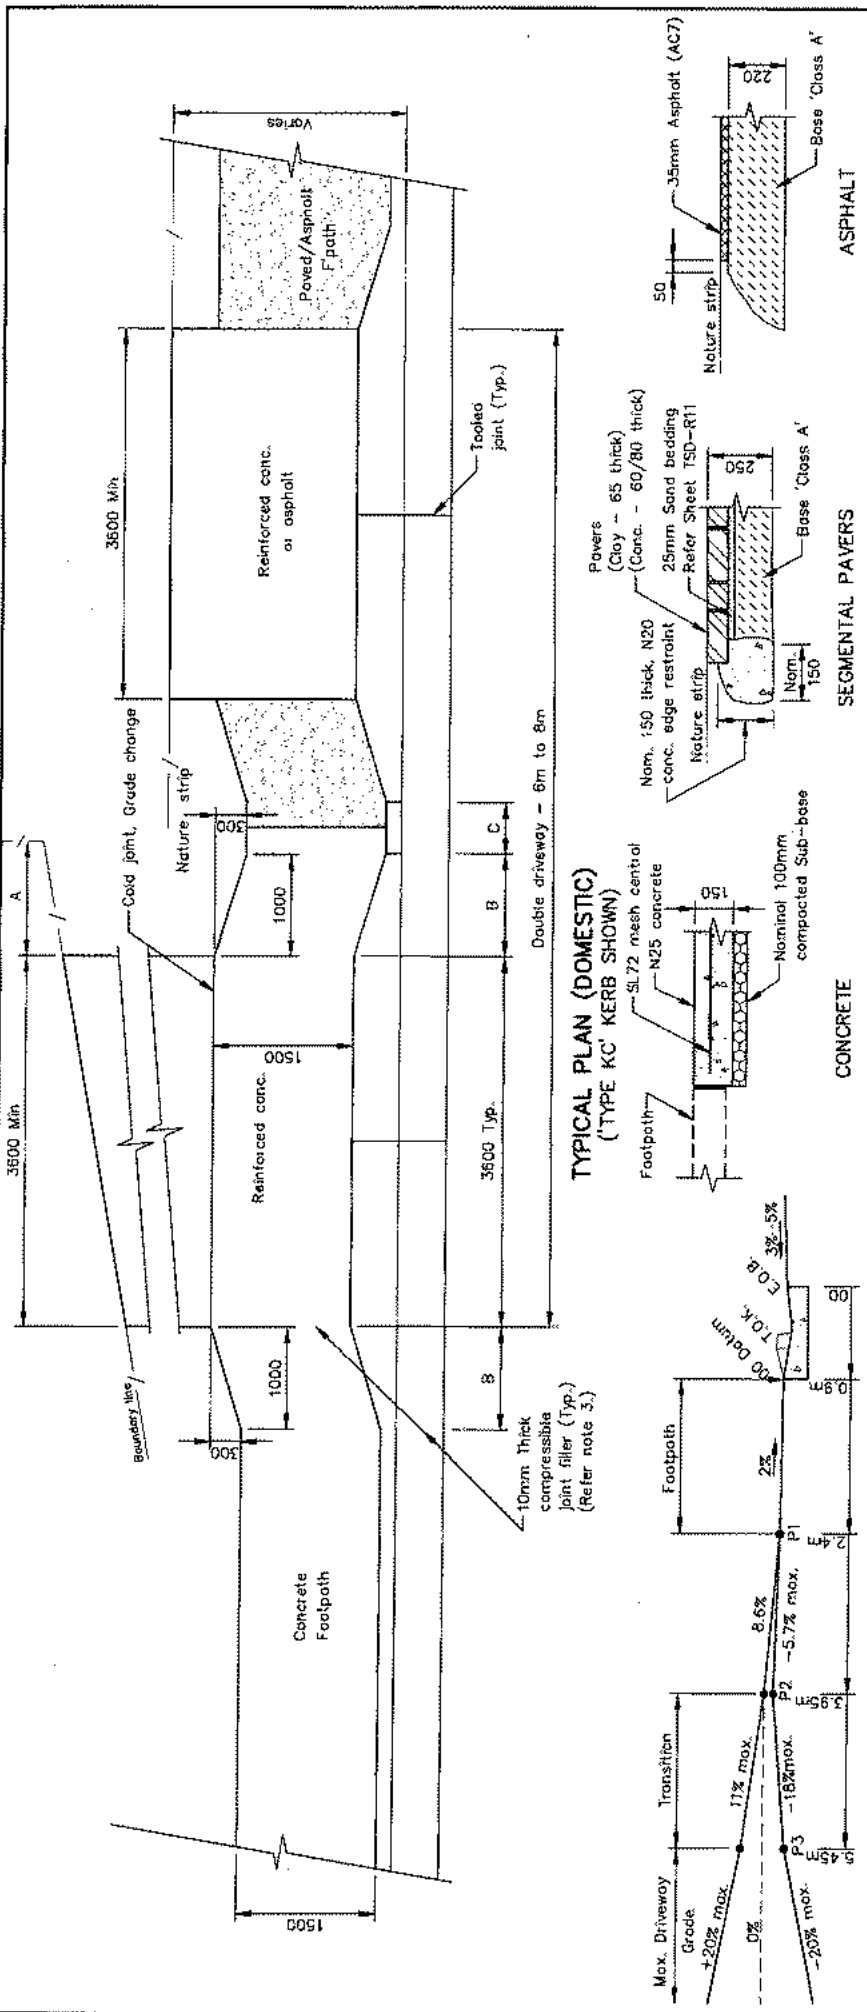 Boundary line
3600 Min
A
Cold joint, Grade change
Nature strip
300
1000
1000
300
1500
Concrete
Footpath
Reinforced conc.
1500
3600 Typ.
B
B
C
3600 Min
Reinforced conc.
or asphalt
Paved/Asphalt
F'path
Varies
Tooled
joint (Typ.)
Double driveway - 6m to 8m
10mm Thick
compressible
joint filler (Typ.)
(Refer note 3.)
TYPICAL PLAN (DOMESTIC)
('TYPE KC' KERB SHOWN)
Max. Driveway
Grade
Transition
Footpath
+20% max.
0%
-20% max.
11% max.
-18%max.
8.6%
-5.7% max.
2%
3%-5%
00 Datum
T.O.K.
E.O.B.
P3
P2
P1
5.45m
3.95m
2.4m
0.9m
00
Footpath
SL72 mesh central
N25 concrete
150
Nominal 100mm
compacted Sub-base
CONCRETE
Pavers
(Clay - 65 thick)
(Conc. - 60/80 thick)
25mm Sand bedding
Refer Sheet TSD-R11
Nom. 150 thick, N20
conc. edge restraint
Nature strip
Nom.
150
250
Base 'Class A'
SEGMENTAL PAVERS
35mm Asphalt (AC7)
50
Nature strip
220
Base 'Class A'
ASPHALT